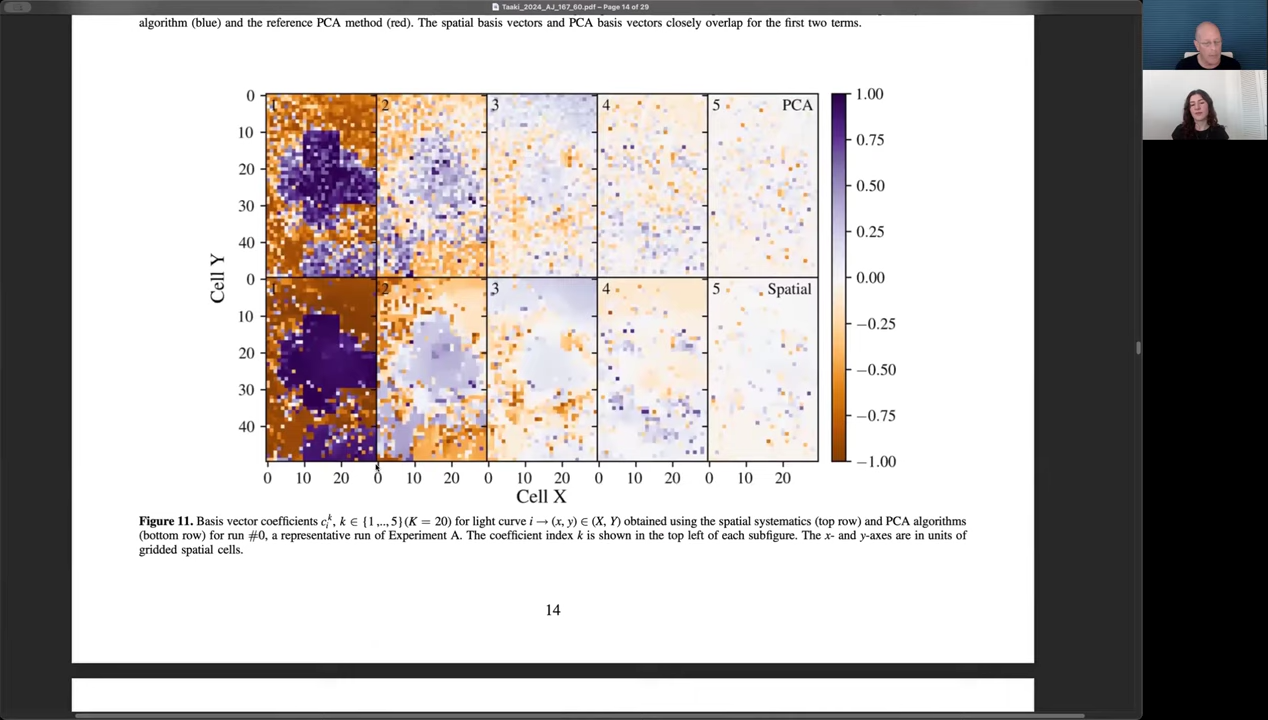 Taaki_2024_AJ_167_60.pdf – Page 14 of 29
algorithm (blue) and the reference PCA method (red). The spatial basis vectors and PCA basis vectors closely overlap for the first two terms.
0 1 2 3 4 5 PCA 1.00
10 0.75
20 0.50
30 0.25
40 0.00
Cell Y
0 1 2 3 4 5 Spatial
10 −0.25
20 −0.50
30 −0.75
40 −1.00
0 10 20 0 10 20 0 10 20 0 10 20 0 10 20
Cell X
Figure 11. Basis vector coefficients c_i^k, k ∈ {1,.., 5}(K = 20) for light curve i → (x, y) ∈ (X, Y) obtained using the spatial systematics (top row) and PCA algorithms
(bottom row) for run #0, a representative run of Experiment A. The coefficient index k is shown in the top left of each subfigure. The x- and y-axes are in units of
gridded spatial cells.
14